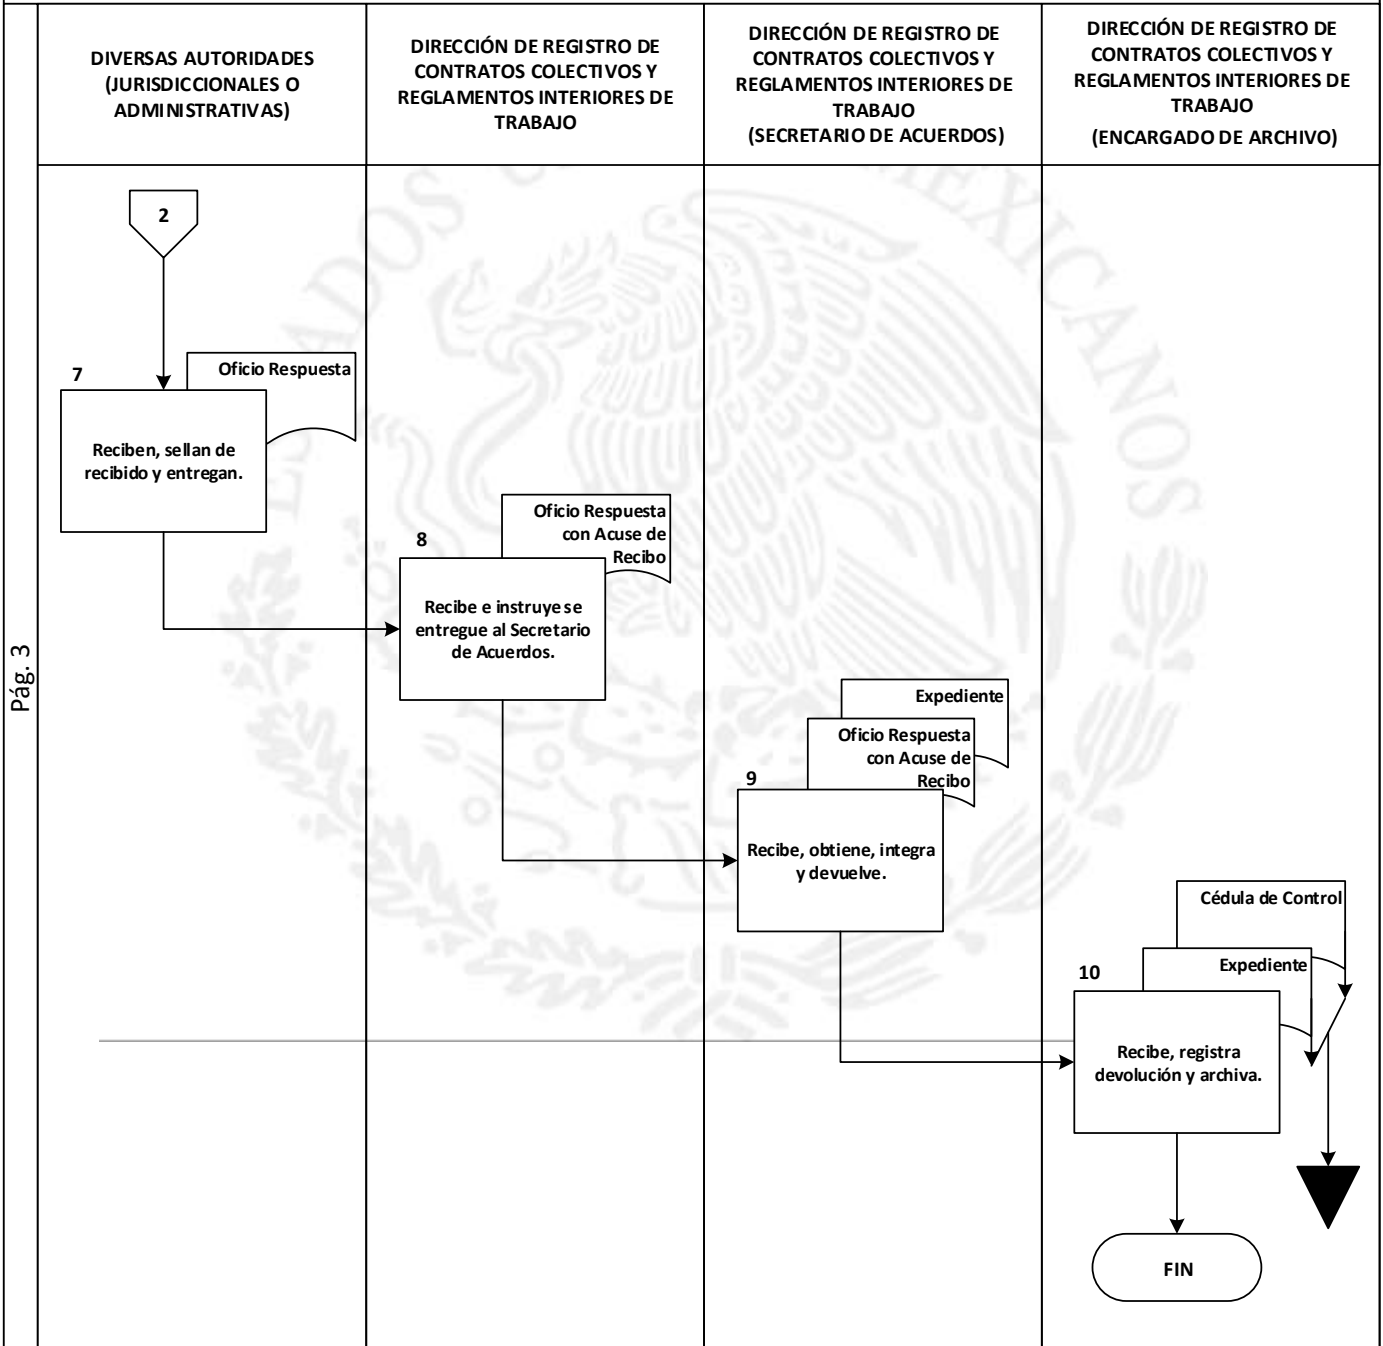 DIVERSAS AUTORIDADES
(JURISDICCIONALES O
ADMINISTRATIVAS)
DIRECCIÓN DE REGISTRO DE
CONTRATOS COLECTIVOS Y
REGLAMENTOS INTERIORES DE
TRABAJO
DIRECCIÓN DE REGISTRO DE
CONTRATOS COLECTIVOS Y
REGLAMENTOS INTERIORES DE
TRABAJO
(SECRETARIO DE ACUERDOS)
DIRECCIÓN DE REGISTRO DE
CONTRATOS COLECTIVOS Y
REGLAMENTOS INTERIORES DE
TRABAJO
(ENCARGADO DE ARCHIVO)
Pág. 3
2
7
Oficio Respuesta
Reciben, sellan de
recibido y entregan.
8
Oficio Respuesta
con Acuse de
Recibo
Recibe e instruye se
entregue al Secretario
de Acuerdos.
9
Expediente
Oficio Respuesta
con Acuse de
Recibo
Recibe, obtiene, integra
y devuelve.
10
Cédula de Control
Expediente
Recibe, registra
devolución y archiva.
FIN